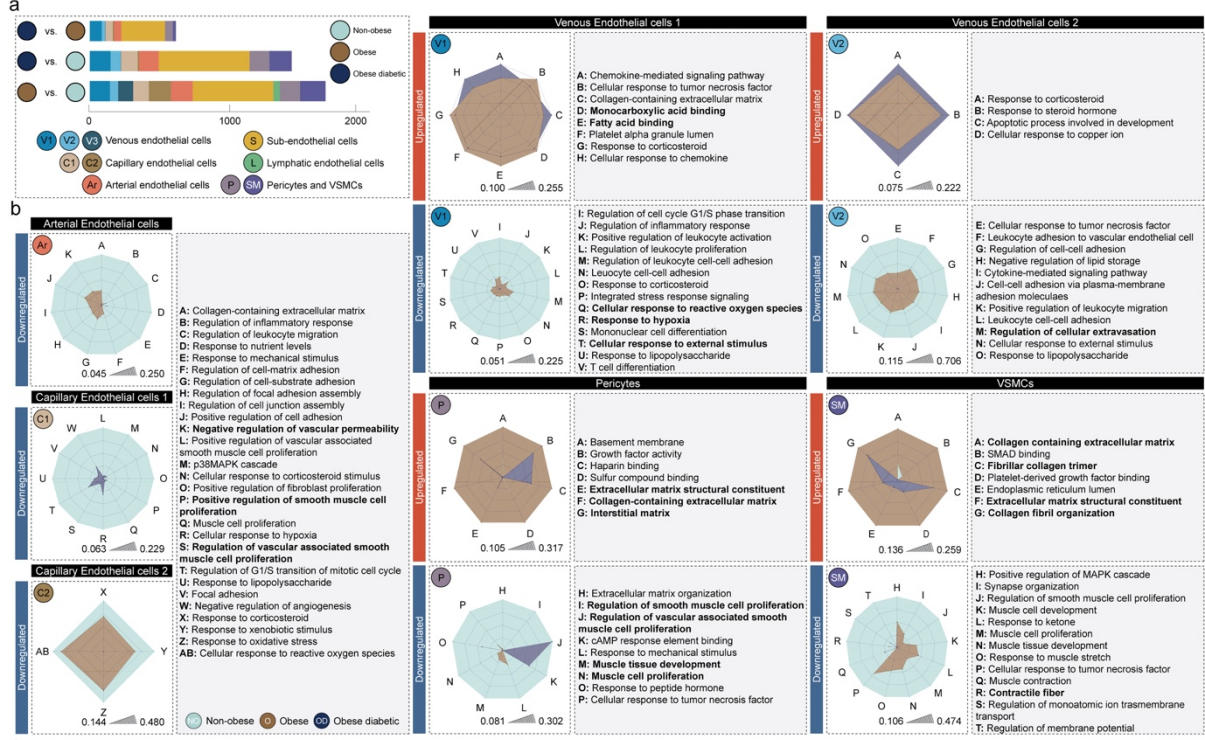 a
vs.
vs.
vs.
0
1000
2000
Non-obese
Obese
Obese diabetic
V1 V2 V3 Venous endothelial cells
S Sub-endothelial cells
C1 C2 Capillary endothelial cells
L Lymphatic endothelial cells
Ar Arterial endothelial cells
P SM Pericytes and VSMCs
Venous Endothelial cells 1
Upregulated
V1
A
B
C
D
E
F
G
H
0.100 0.255
A: Chemokine-mediated signaling pathway
B: Cellular response to tumor necrosis factor
C: Collagen-containing extracellular matrix
D: Monocarboxylic acid binding
E: Fatty acid binding
F: Platelet alpha granule lumen
G: Response to corticosteroid
H: Cellular response to chemokine
Venous Endothelial cells 2
Upregulated
V2
A
B
C
D
0.075 0.222
A: Response to corticosteroid
B: Response to steroid hormone
C: Apoptotic process involved in development
D: Cellular response to copper ion
b
Arterial Endothelial cells
Downregulated
Ar
A
B
C
D
E
F
G
H
I
J
K
0.045 0.250
Capillary Endothelial cells 1
Downregulated
C1
L
M
N
O
P
Q
R
S
T
U
V
W
0.063 0.229
Capillary Endothelial cells 2
Downregulated
C2
X
Y
Z
AB
0.144 0.480
A: Collagen-containing extracellular matrix
B: Regulation of inflammatory response
C: Regulation of leukocyte migration
D: Response to nutrient levels
E: Response to mechanical stimulus
F: Regulation of cell-matrix adhesion
G: Regulation of cell-substrate adhesion
H: Regulation of focal adhesion assembly
I: Regulation of cell junction assembly
J: Positive regulation of cell adhesion
K: Negative regulation of vascular permeability
L: Positive regulation of vascular associated
smooth muscle cell proliferation
M: p38MAPK cascade
N: Cellular response to corticosteroid stimulus
O: Positive regulation of fibroblast proliferation
P: Positive regulation of smooth muscle cell
proliferation
Q: Muscle cell proliferation
R: Cellular response to hypoxia
S: Regulation of vascular associated smooth
muscle cell proliferation
T: Regulation of G1/S transition of mitotic cell cycle
U: Response to lipopolysaccharide
V: Focal adhesion
W: Negative regulation of angiogenesis
X: Response to corticosteroid
Y: Response to xenobiotic stimulus
Z: Response to oxidative stress
AB: Cellular response to reactive oxygen species
NO Non-obese O Obese OD Obese diabetic
Downregulated
V1
I
J
K
L
M
N
O
P
Q
R
S
T
U
V
0.051 0.225
I: Regulation of cell cycle G1/S phase transition
J: Regulation of inflammatory response
K: Positive regulation of leukocyte activation
L: Regulation of leukocyte proliferation
M: Regulation of leukocyte cell-cell adhesion
N: Leuocyte cell-cell adhesion
O: Response to corticosteroid
P: Integrated stress response signaling
Q: Cellular response to reactive oxygen species
R: Response to hypoxia
S: Mononuclear cell differentiation
T: Cellular response to external stimulus
U: Response to lipopolysaccharide
V: T cell differentiation
Downregulated
V2
E
F
G
H
I
J
K
L
M
N
O
0.115 0.706
E: Cellular response to tumor necrosis factor
F: Leukocyte adhesion to vascular endothelial cell
G: Regulation of cell-cell adhesion
H: Negative regulation of lipid storage
I: Cytokine-mediated signaling pathway
J: Cell-cell adhesion via plasma-membrane
adhesion moleculaes
K: Positive regulation of leukocyte migration
L: Leukocyte cell-cell adhesion
M: Regulation of cellular extravasation
N: Cellular response to external stimulus
O: Response to lipopolysaccharide
Pericytes
Upregulated
P
A
B
C
D
E
F
G
0.105 0.317
A: Basement membrane
B: Growth factor activity
C: Haparin binding
D: Sulfur compound binding
E: Extracellular matrix structural constituent
F: Collagen-containing extracellular matrix
G: Interstitial matrix
VSMCs
Upregulated
SM
A
B
C
D
E
F
G
0.136 0.259
A: Collagen containing extracellular matrix
B: SMAD binding
C: Fibrillar collagen trimer
D: Platelet-derived growth factor binding
E: Endoplasmic reticulum lumen
F: Extracellular matrix structural constituent
G: Collagen fibril organization
Downregulated
P
H
I
J
K
L
M
N
O
P
0.081 0.302
H: Extracellular matrix organization
I: Regulation of smooth muscle cell proliferation
J: Regulation of vascular associated smooth
muscle cell proliferation
K: cAMP response element binding
L: Response to mechanical stimulus
M: Muscle tissue development
N: Muscle cell proliferation
O: Response to peptide hormone
P: Cellular response to tumor necrosis factor
Downregulated
SM
H
I
J
K
L
M
N
O
P
Q
R
S
T
0.106 0.474
H: Positive regulation of MAPK cascade
I: Synapse organization
J: Regulation of smooth muscle cell proliferation
K: Muscle cell development
L: Response to ketone
M: Muscle cell proliferation
N: Muscle tissue development
O: Response to muscle stretch
P: Cellular response to tumor necrosis factor
Q: Muscle contraction
R: Contractile fiber
S: Regulation of monoatomic ion trasmembrane
transport
T: Regulation of membrane potential